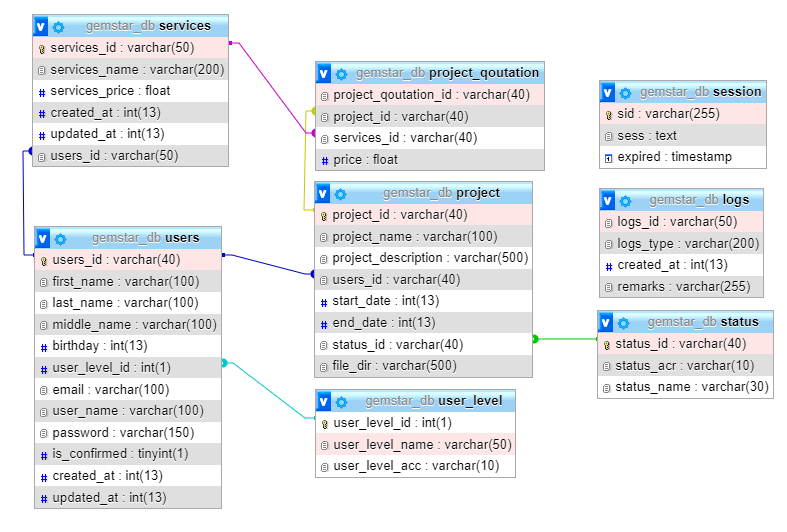 gemstar_db services
services_id : varchar(50)
services_name : varchar(200)
services_price : float
created_at : int(13)
updated_at : int(13)
users_id : varchar(50)
gemstar_db project_qoutation
project_qoutation_id : varchar(40)
project_id : varchar(40)
services_id : varchar(40)
price : float
gemstar_db session
sid : varchar(255)
sess : text
expired : timestamp
gemstar_db users
users_id : varchar(40)
first_name : varchar(100)
last_name : varchar(100)
middle_name : varchar(100)
birthday : int(13)
user_level_id : int(1)
email : varchar(100)
user_name : varchar(100)
password : varchar(150)
is_confirmed : tinyint(1)
created_at : int(13)
updated_at : int(13)
gemstar_db project
project_id : varchar(40)
project_name : varchar(100)
project_description : varchar(500)
users_id : varchar(40)
start_date : int(13)
end_date : int(13)
status_id : varchar(40)
file_dir : varchar(500)
gemstar_db logs
logs_id : varchar(50)
logs_type : varchar(200)
created_at : int(13)
remarks : varchar(255)
gemstar_db status
status_id : varchar(40)
status_acr : varchar(10)
status_name : varchar(30)
gemstar_db user_level
user_level_id : int(1)
user_level_name : varchar(50)
user_level_acc : varchar(10)